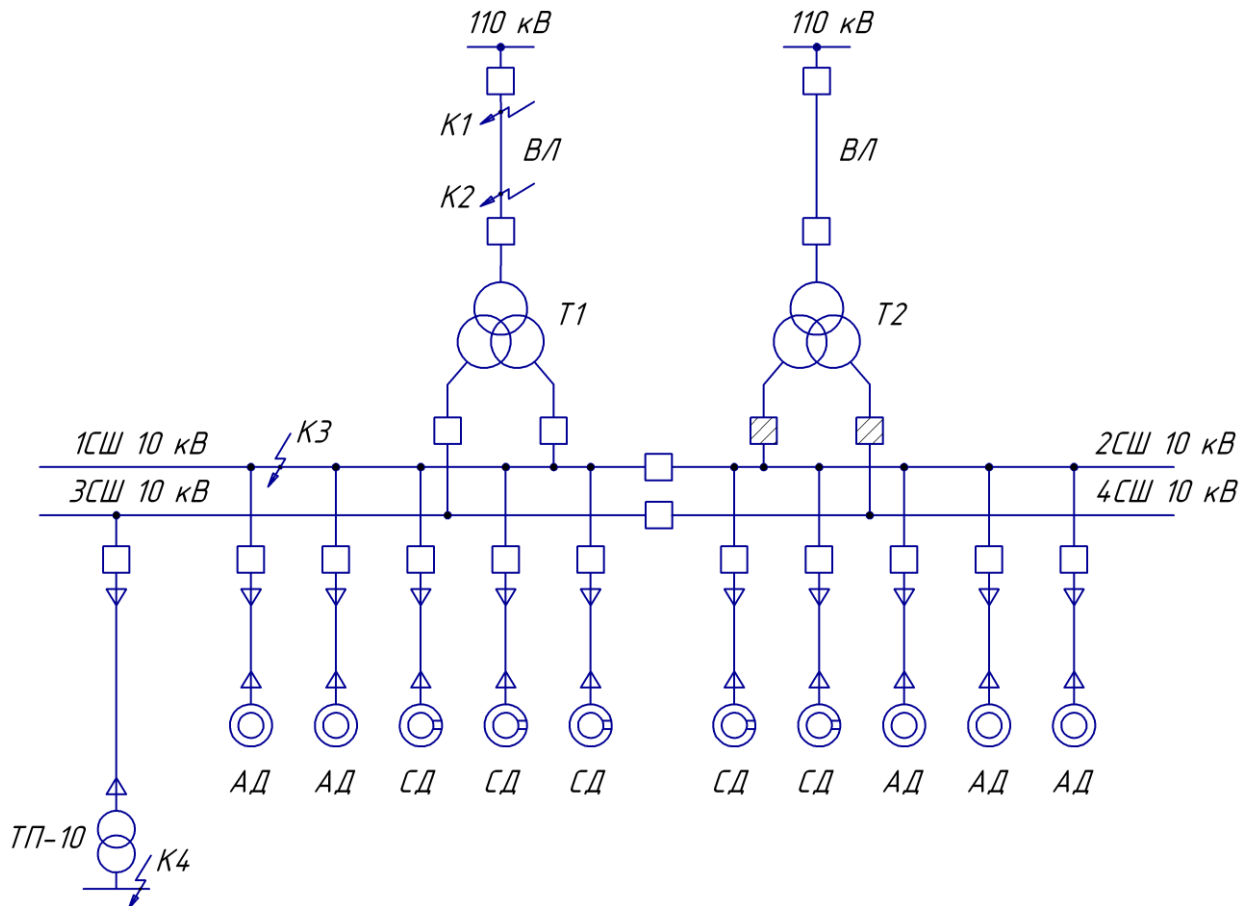 110 кВ 110 кВ
К1
ВЛ ВЛ
К2
Т1 Т2
К3
1СШ 10 кВ 2СШ 10 кВ
3СШ 10 кВ 4СШ 10 кВ
АД АД СД СД СД СД СД АД АД АД
ТП-10
К4